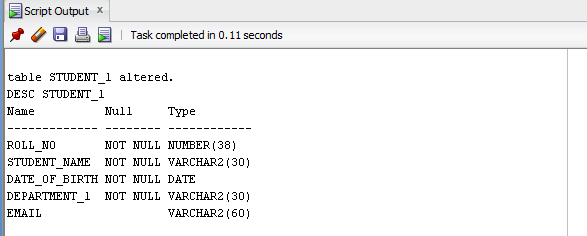 Script Output x
Task completed in 0.11 seconds
table STUDENT_1 altered.
DESC STUDENT_1
Name           Null     Type
-------------- -------- -------------
ROLL_NO        NOT NULL NUMBER(38)
STUDENT_NAME   NOT NULL VARCHAR2(30)
DATE_OF_BIRTH NOT NULL DATE
DEPARTMENT_1   NOT NULL VARCHAR2(30)
EMAIL                   VARCHAR2(60)